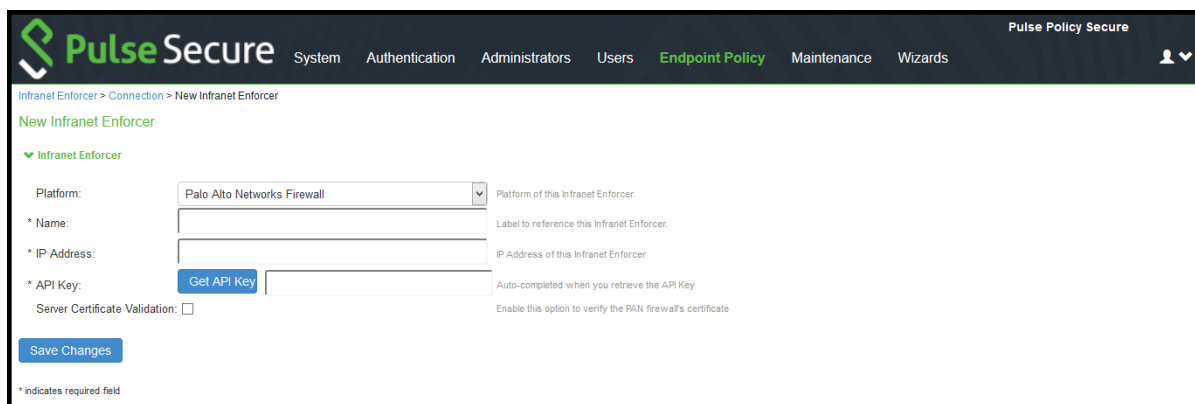 Pulse Policy Secure
Pulse Secure
System Authentication Administrators Users Endpoint Policy Maintenance Wizards
Infranet Enforcer > Connection > New Infranet Enforcer
New Infranet Enforcer
Infranet Enforcer
Platform: Palo Alto Networks Firewall Platform of this Infranet Enforcer.
* Name: Label to reference this Infranet Enforcer.
* IP Address: IP Address of this Infranet Enforcer
* API Key: Get API Key Auto-completed when you retrieve the API Key
Server Certificate Validation: Enable this option to verify the PAN firewall's certificate
Save Changes
* indicates required field